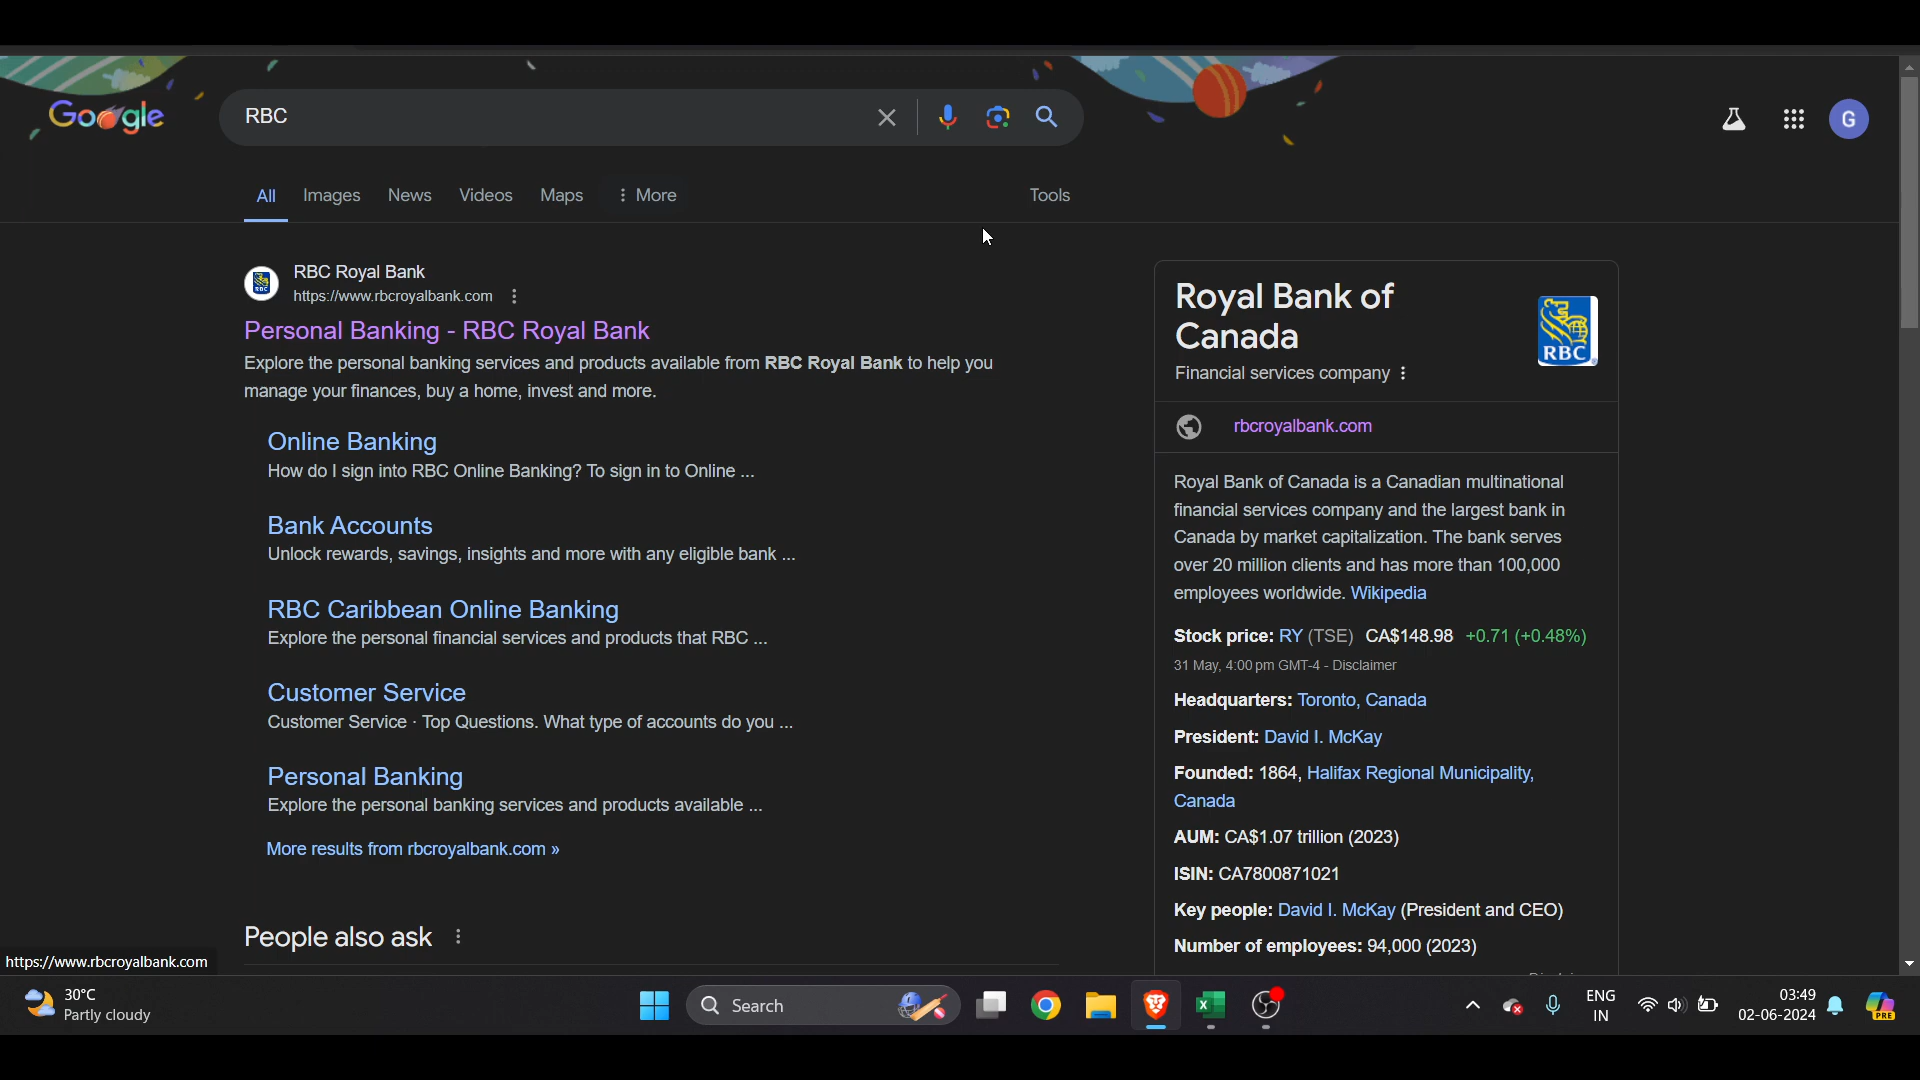 Google
RBC
All Images News Videos Maps More Tools
G
RBC Royal Bank
https://www.rbcroyalbank.com
Personal Banking - RBC Royal Bank
Explore the personal banking services and products available from RBC Royal Bank to help you
manage your finances, buy a home, invest and more.
Online Banking
How do I sign into RBC Online Banking? To sign in to Online ...
Bank Accounts
Unlock rewards, savings, insights and more with any eligible bank ...
RBC Caribbean Online Banking
Explore the personal financial services and products that RBC ...
Customer Service
Customer Service · Top Questions. What type of accounts do you ...
Personal Banking
Explore the personal banking services and products available ...
More results from rbcroyalbank.com »
People also ask
Royal Bank of
Canada
Financial services company
RBC
rbcroyalbank.com
Royal Bank of Canada is a Canadian multinational
financial services company and the largest bank in
Canada by market capitalization. The bank serves
over 20 million clients and has more than 100,000
employees worldwide. Wikipedia
Stock price: RY (TSE) CA$148.98 +0.71 (+0.48%)
31 May, 4:00 pm GMT-4 - Disclaimer
Headquarters: Toronto, Canada
President: David I. McKay
Founded: 1864, Halifax Regional Municipality,
Canada
AUM: CA$1.07 trillion (2023)
ISIN: CA7800871021
Key people: David I. McKay (President and CEO)
Number of employees: 94,000 (2023)
https://www.rbcroyalbank.com
30°C
Partly cloudy
Search
ENG
IN
03:49
02-06-2024
PRE